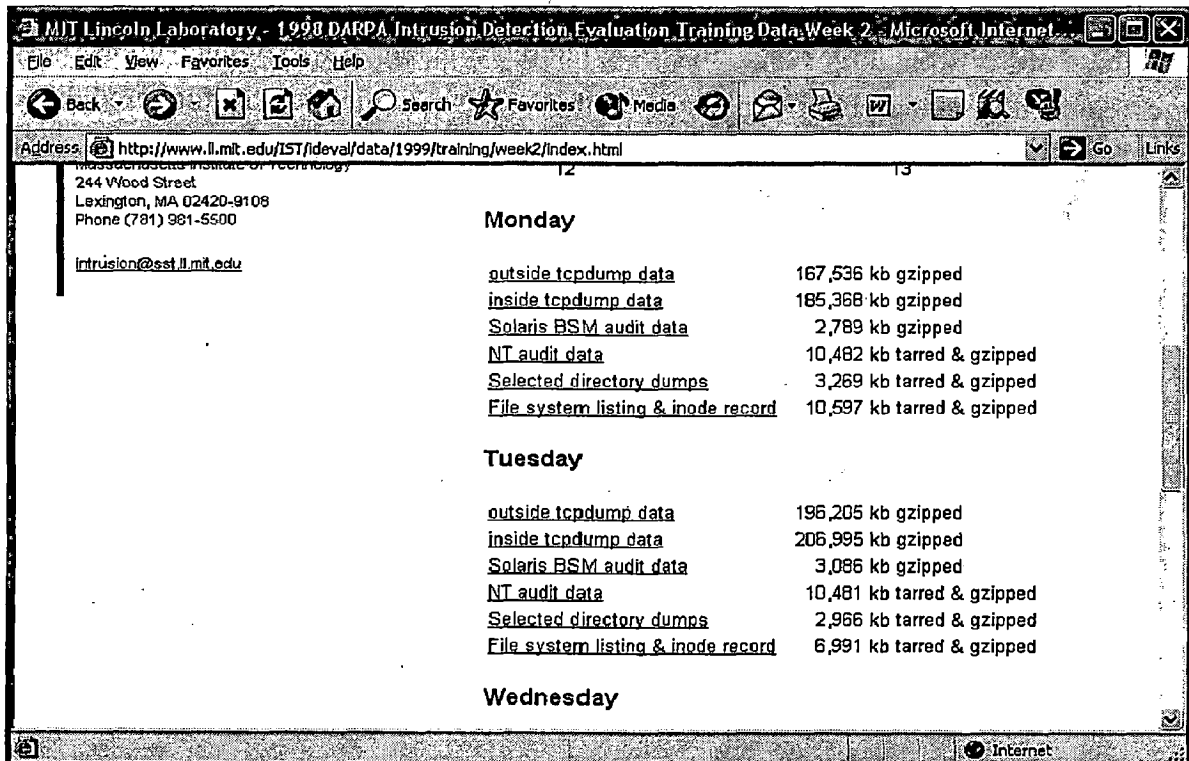 MIT Lincoln Laboratory - 1998 DARPA Intrusion Detection Evaluation Training Data:Week 2 - Microsoft Internet...
File Edit View Favorites Tools Help
Back Search Favorites Media
Address http://www.ll.mit.edu/IST/ideval/data/1999/training/week2/index.html Go Links
Massachusetts Institute of Technology
12 13
244 Wood Street
Lexington, MA 02420-9108
Phone (781) 981-5500
intrusion@sst.ll.mit.edu
Monday
outside tcpdump data 167,536 kb gzipped
inside tcpdump data 185,368 kb gzipped
Solaris BSM audit data 2,789 kb gzipped
NT audit data 10,482 kb tarred & gzipped
Selected directory dumps 3,269 kb tarred & gzipped
File system listing & inode record 10,597 kb tarred & gzipped
Tuesday
outside tcpdump data 196,205 kb gzipped
inside tcpdump data 206,995 kb gzipped
Solaris BSM audit data 3,086 kb gzipped
NT audit data 10,481 kb tarred & gzipped
Selected directory dumps 2,966 kb tarred & gzipped
File system listing & inode record 6,991 kb tarred & gzipped
Wednesday
Internet